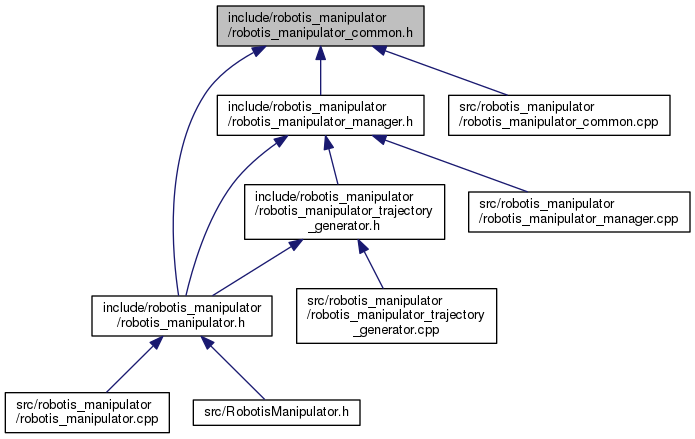 include/robotis_manipulator
/robotis_manipulator_common.h
include/robotis_manipulator
/robotis_manipulator_manager.h
src/robotis_manipulator
/robotis_manipulator_common.cpp
include/robotis_manipulator
/robotis_manipulator_trajectory
_generator.h
src/robotis_manipulator
/robotis_manipulator_manager.cpp
include/robotis_manipulator
/robotis_manipulator.h
src/robotis_manipulator
/robotis_manipulator_trajectory
_generator.cpp
src/robotis_manipulator
/robotis_manipulator.cpp
src/RobotisManipulator.h